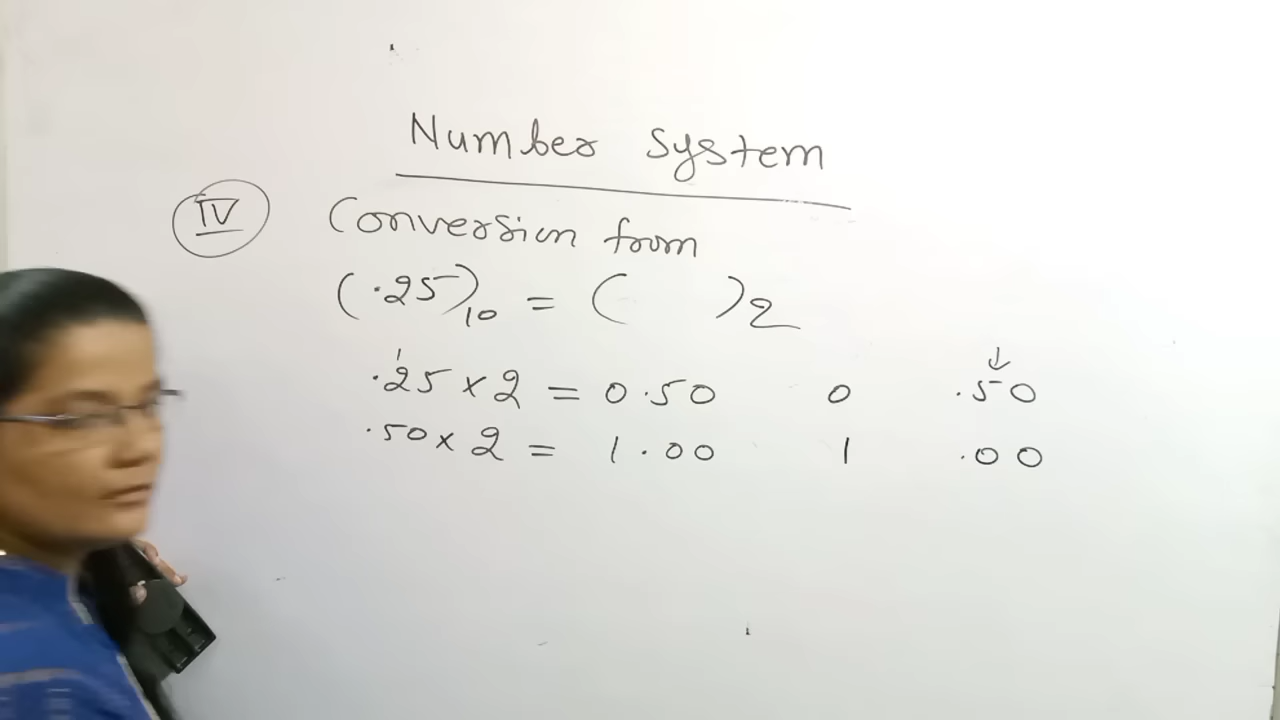 Number System
IV Conversion from
(.25)10 = ( )2
.25 x 2 = 0.50 0 .50
.50 x 2 = 1.00 1 .00